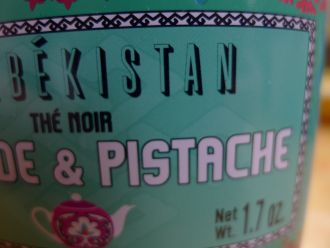 BÉKISTAN
THÉ NOIR
DE & PISTACHE
Net 1.7 oz.
Wt.